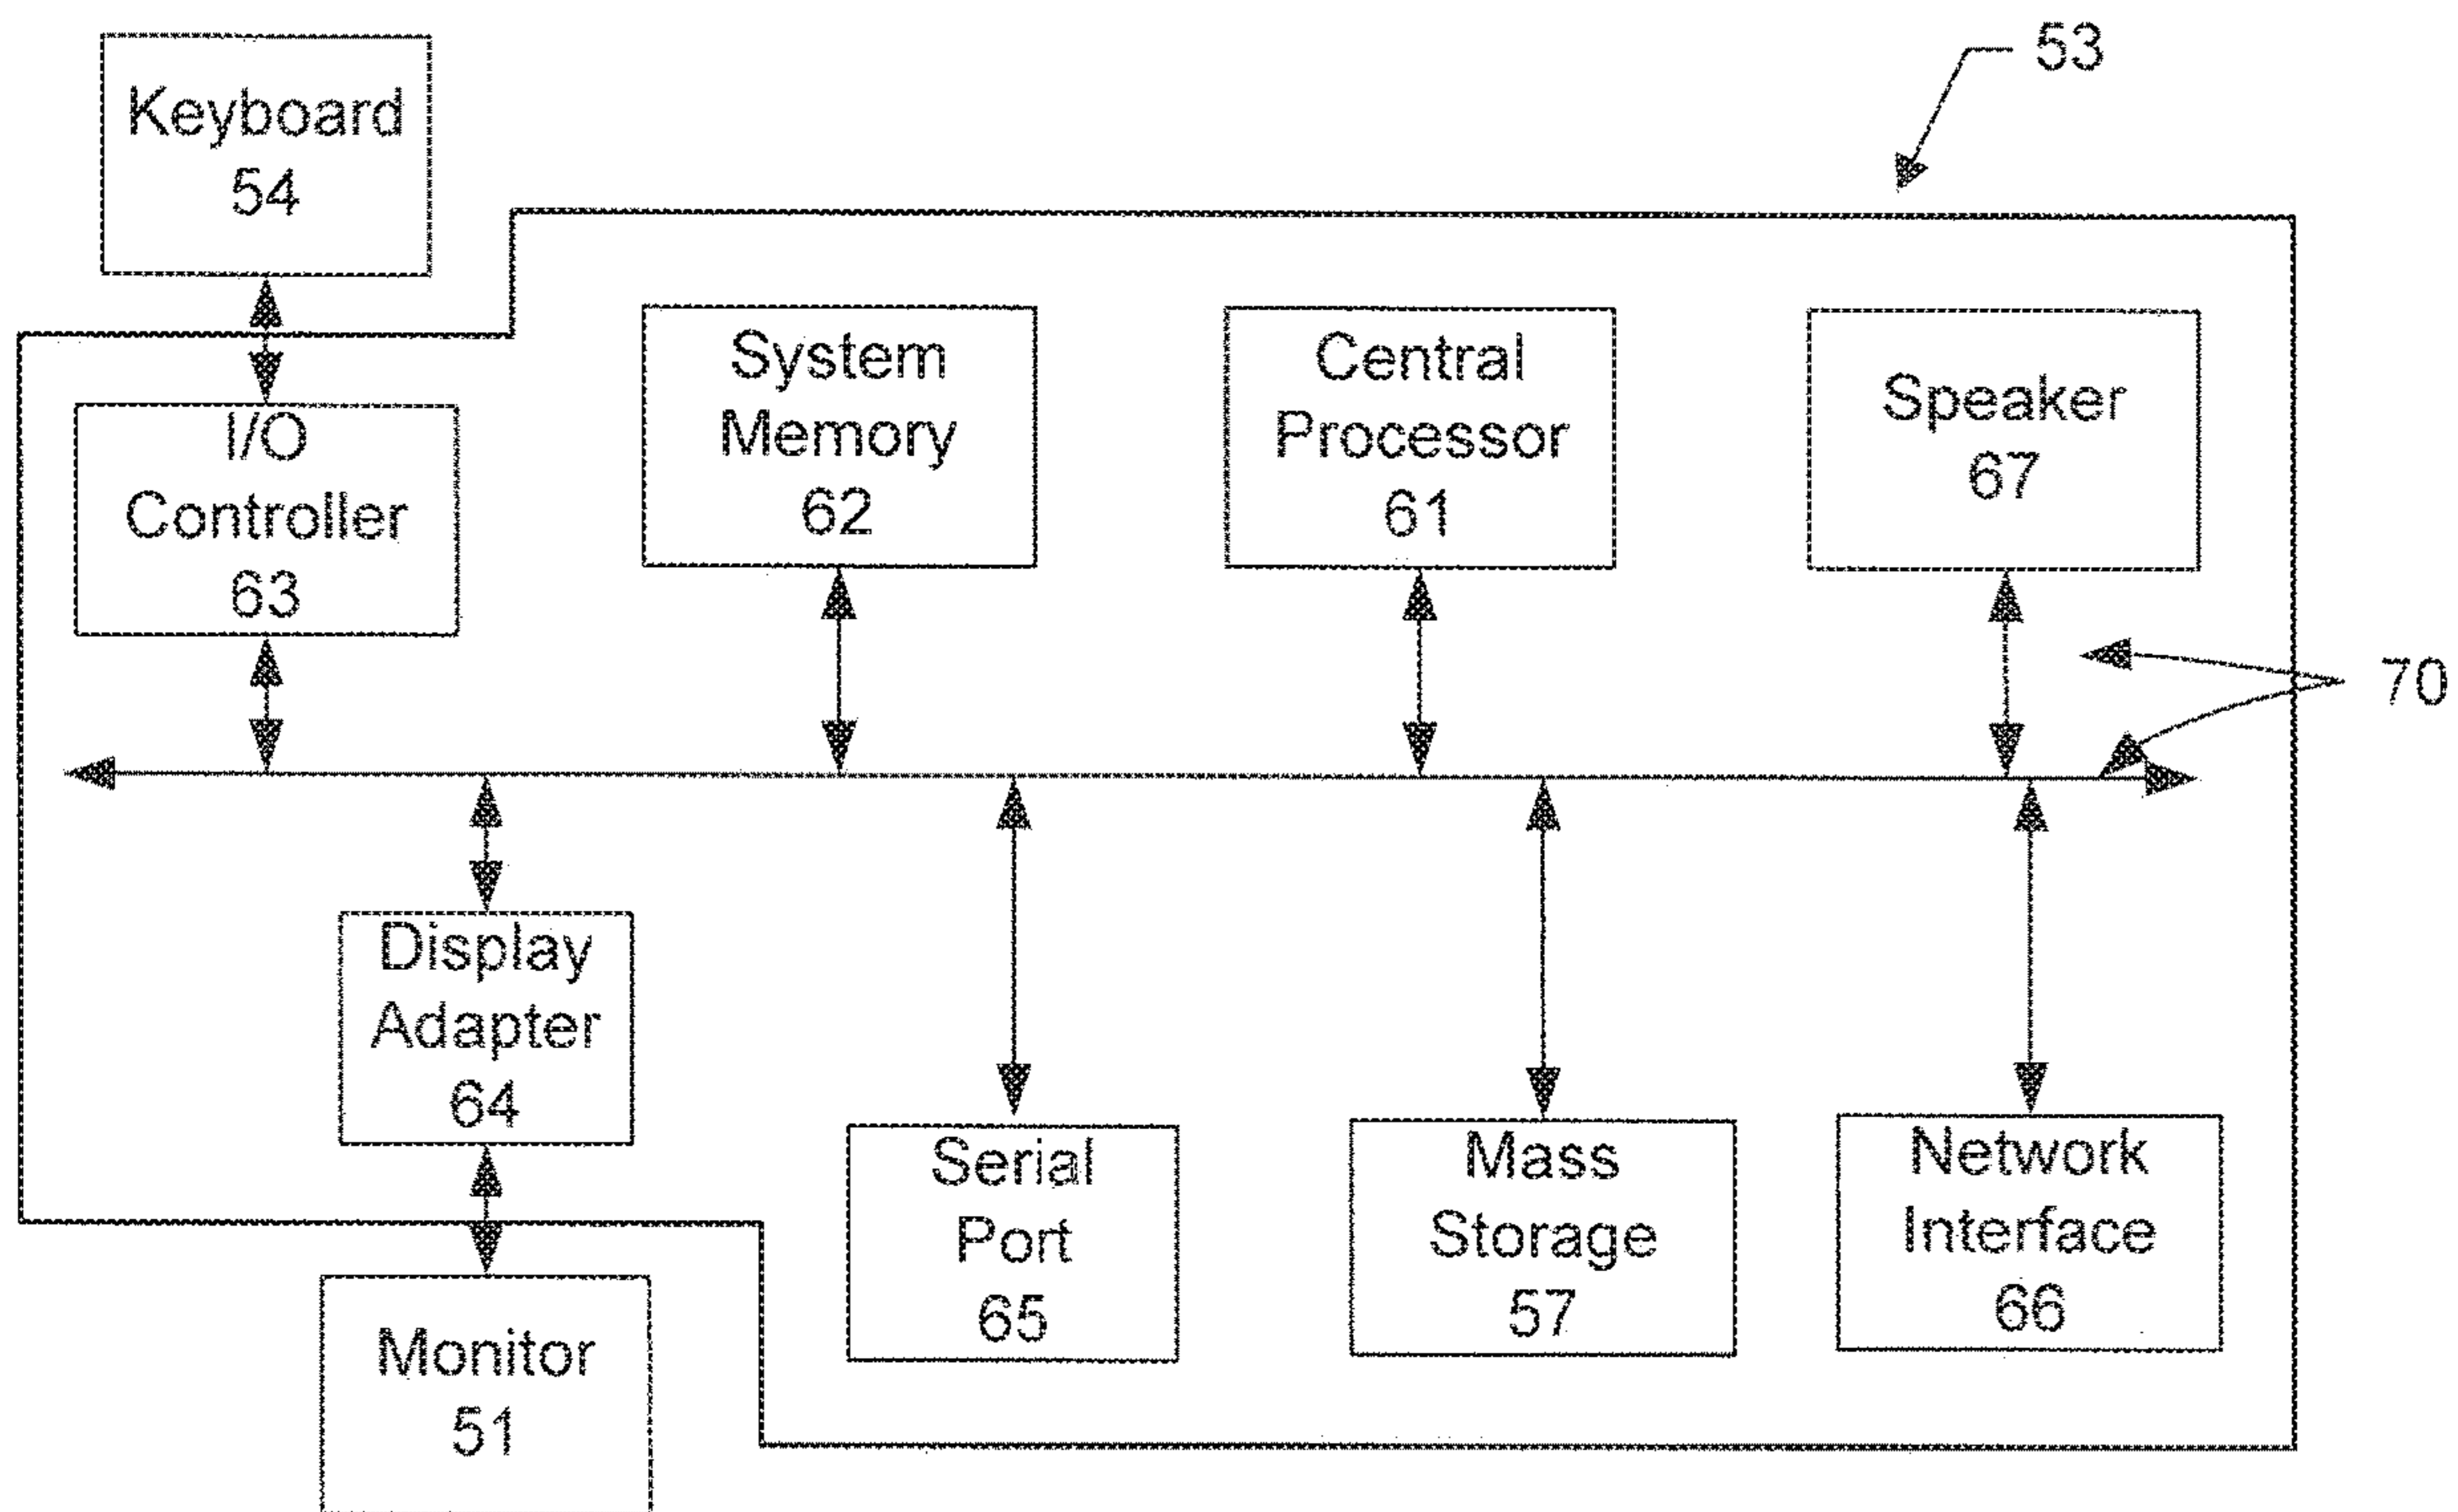 53
Keyboard
54
System
Memory
62
Central
Processor
61
Speaker
67
I/O
Controller
63
70
Display
Adapter
64
Serial
Port
65
Mass
Storage
57
Network
Interface
66
Monitor
51